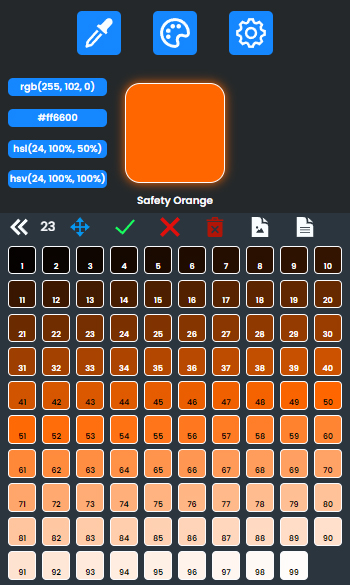 rgb(255, 102, 0)
#ff6600
hsl(24, 100%, 50%)
hsv(24, 100%, 100%)
Safety Orange
23
1 2 3 4 5 6 7 8 9 10
11 12 13 14 15 16 17 18 19 20
21 22 23 24 25 26 27 28 29 30
31 32 33 34 35 36 37 38 39 40
41 42 43 44 45 46 47 48 49 50
51 52 53 54 55 56 57 58 59 60
61 62 63 64 65 66 67 68 69 70
71 72 73 74 75 76 77 78 79 80
81 82 83 84 85 86 87 88 89 90
91 92 93 94 95 96 97 98 99